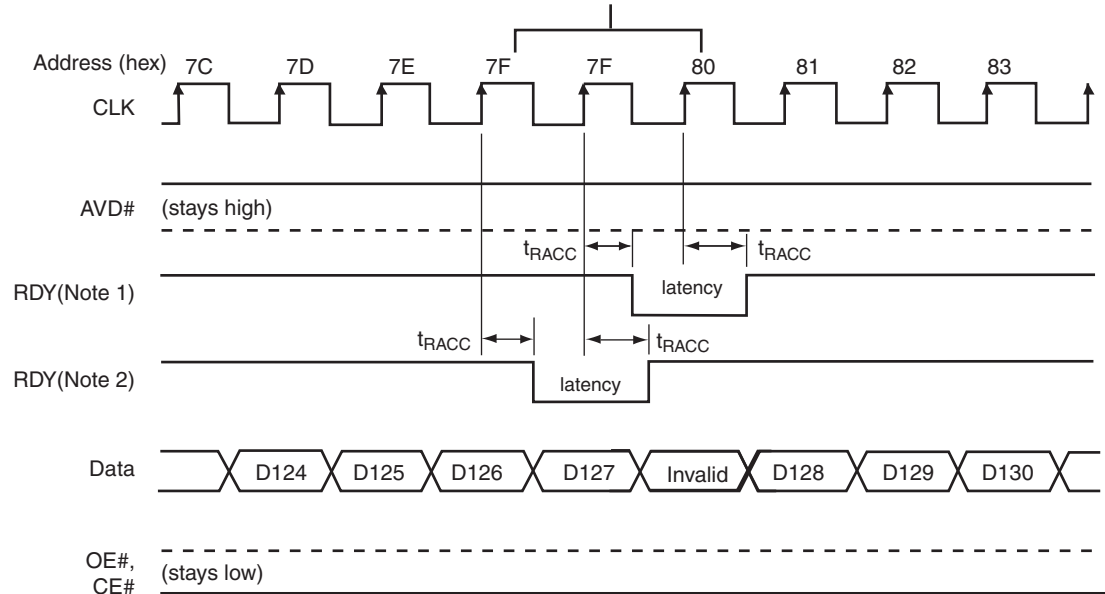 Address (hex) 7C 7D 7E 7F 7F 80 81 82 83
CLK
AVD# (stays high)
tRACC tRACC
RDY(Note 1) latency
tRACC tRACC
RDY(Note 2) latency
Data D124 D125 D126 D127 Invalid D128 D129 D130
OE#,
CE# (stays low)